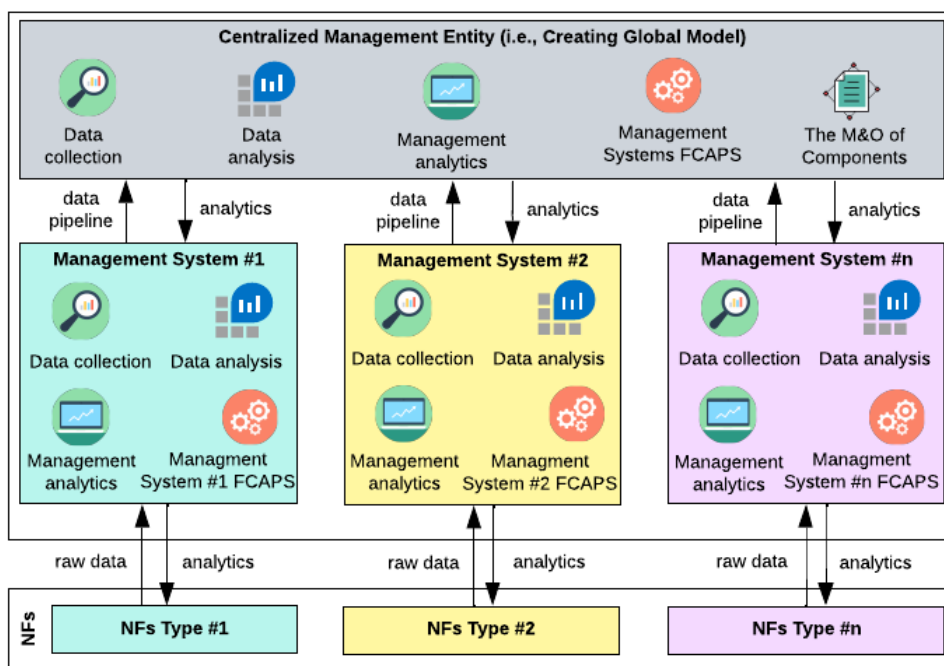 Centralized Management Entity (i.e., Creating Global Model)
Data
collection
Data
analysis
Management
analytics
Management
Systems FCAPS
The M&O of
Components
data
pipeline
analytics
data
pipeline
analytics
data
pipeline
analytics
Management System #1
Data collection
Data analysis
Management
analytics
Managment
System #1 FCAPS
Management System #2
Data collection
Data analysis
Management
analytics
Managment
System #2 FCAPS
Management System #n
Data collection
Data analysis
Management
analytics
Managment
System #n FCAPS
raw data
analytics
raw data
analytics
raw data
analytics
NFs
NFs Type #1
NFs Type #2
NFs Type #n